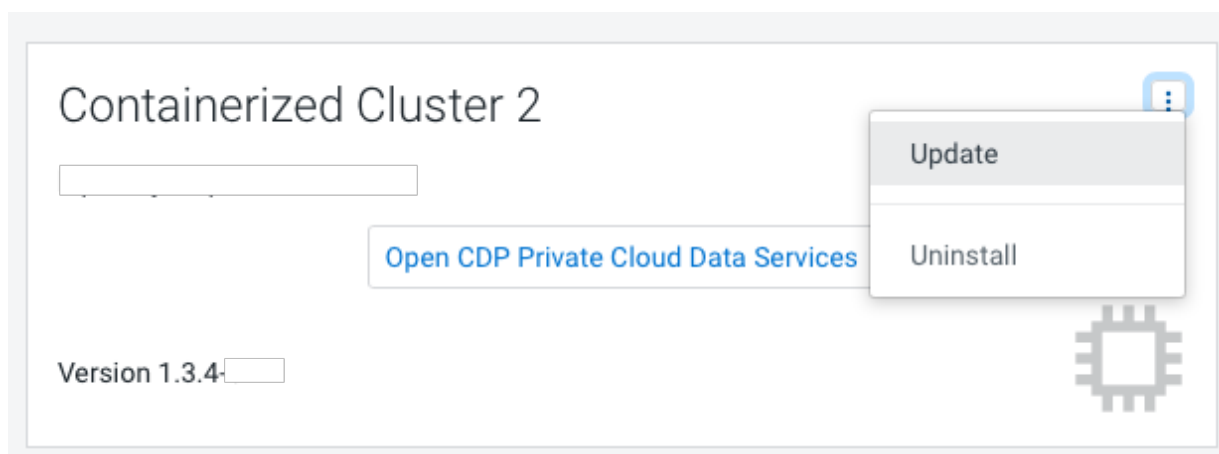 Containerized Cluster 2
Update
Open CDP Private Cloud Data Services
Uninstall
Version 1.3.4-